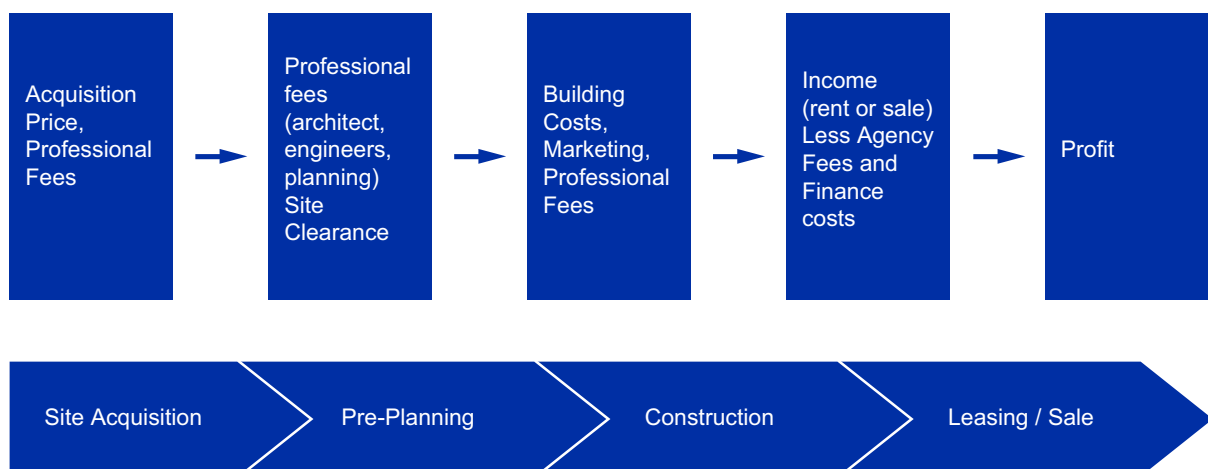 Acquisition
Price,
Professional
Fees
Professional
fees
(architect,
engineers,
planning)
Site
Clearance
Building
Costs,
Marketing,
Professional
Fees
Income
(rent or sale)
Less Agency
Fees and
Finance
costs
Profit
Site Acquisition
Pre-Planning
Construction
Leasing / Sale